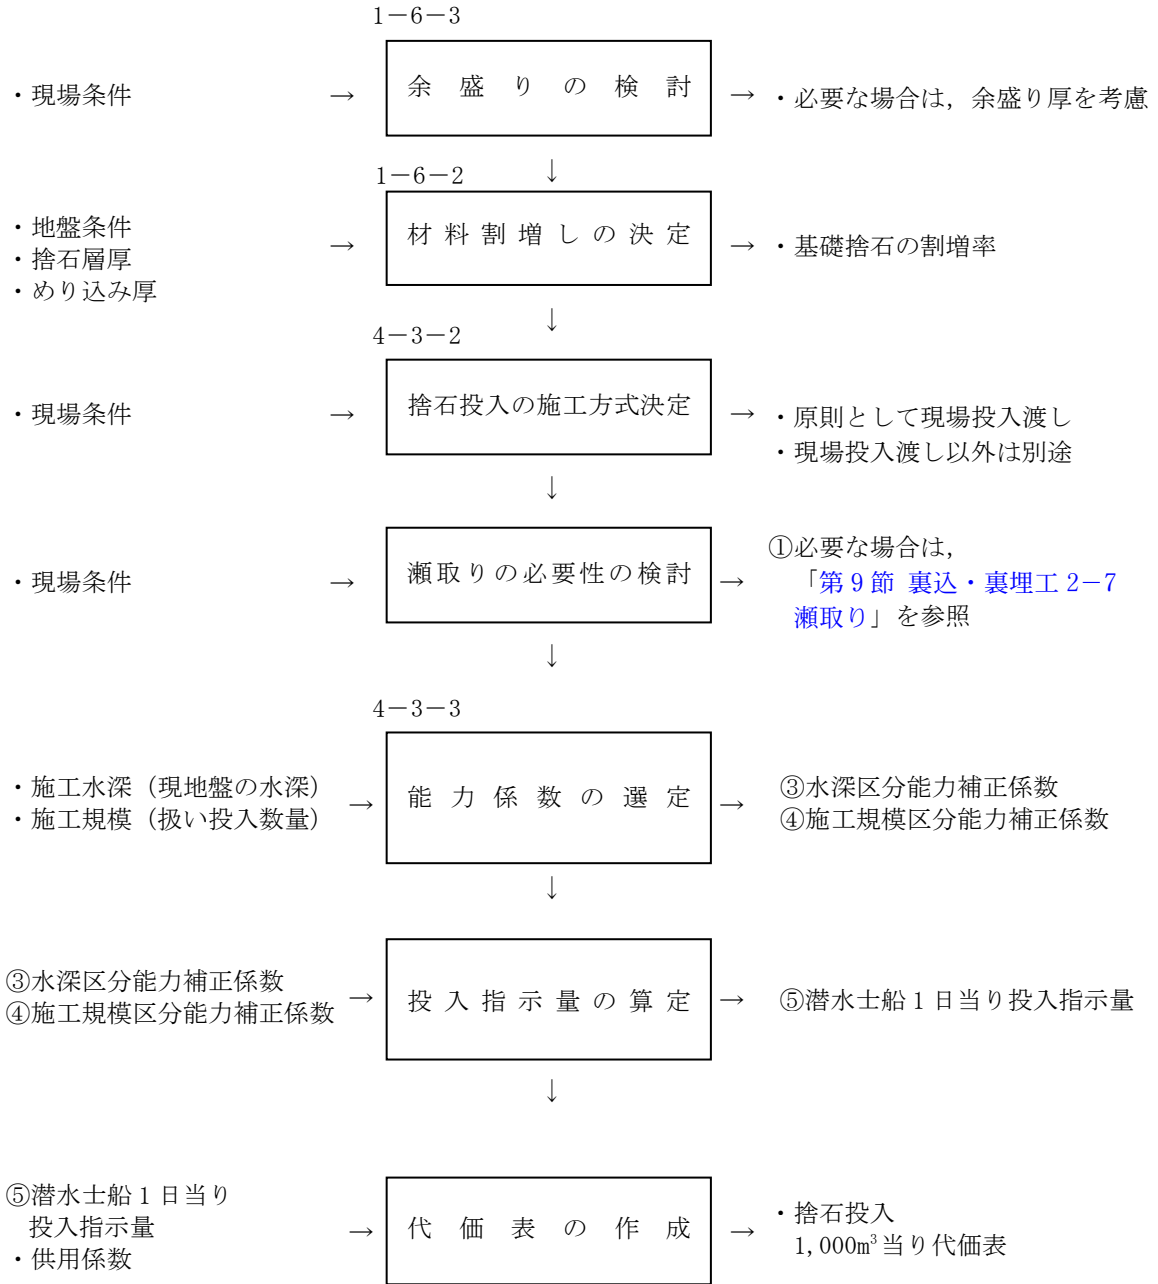 1－6－3
・現場条件 → 余盛りの検討 → ・必要な場合は，余盛り厚を考慮
↓
1－6－2
・地盤条件
・捨石層厚 → 材料割増しの決定 → ・基礎捨石の割増率
・めり込み厚
↓
4－3－2
・現場条件 → 捨石投入の施工方式決定 → ・原則として現場投入渡し
・現場投入渡し以外は別途
↓
・現場条件 → 瀬取りの必要性の検討 → ①必要な場合は，
「第9節 裏込・裏埋工 2－7
瀬取り」を参照
↓
4－3－3
・施工水深（現地盤の水深）
・施工規模（扱い投入数量） → 能力係数の選定 → ③水深区分能力補正係数
④施工規模区分能力補正係数
↓
③水深区分能力補正係数
④施工規模区分能力補正係数 → 投入指示量の算定 → ⑤潜水士船1日当り投入指示量
↓
⑤潜水士船1日当り
投入指示量
・供用係数 → 代価表の作成 → ・捨石投入
1,000m³当り代価表